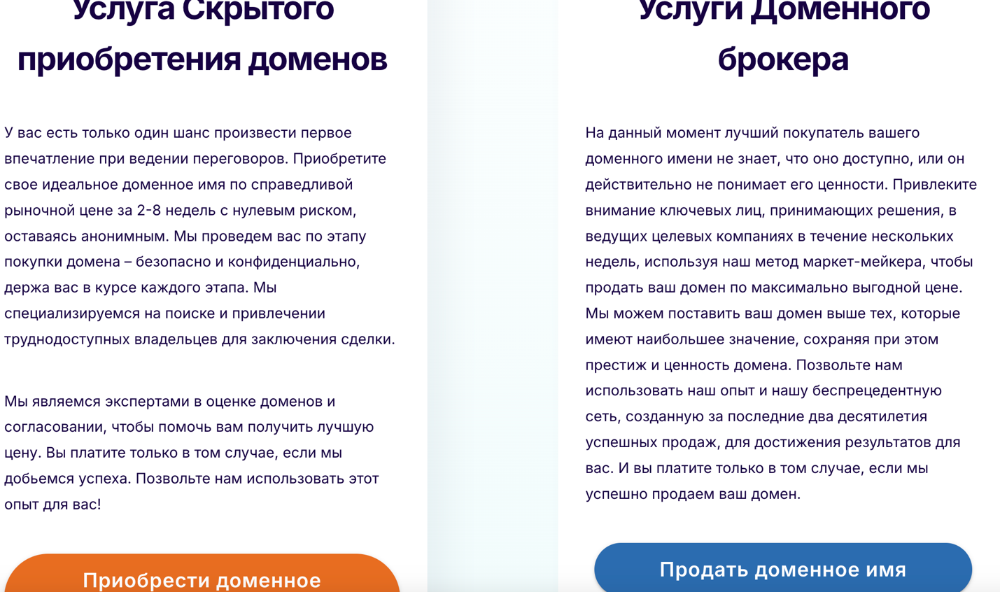 Услуга Скрытого
приобретения доменов
У вас есть только один шанс произвести первое
впечатление при ведении переговоров. Приобретите
свое идеальное доменное имя по справедливой
рыночной цене за 2-8 недель с нулевым риском,
оставаясь анонимным. Мы проведем вас по этапу
покупки домена – безопасно и конфиденциально,
держа вас в курсе каждого этапа. Мы
специализируемся на поиске и привлечении
труднодоступных владельцев для заключения сделки.
Мы являемся экспертами в оценке доменов и
согласовании, чтобы помочь вам получить лучшую
цену. Вы платите только в том случае, если мы
добьемся успеха. Позвольте нам использовать этот
опыт для вас!
Приобрести доменное
Услуги Доменного
брокера
На данный момент лучший покупатель вашего
доменного имени не знает, что оно доступно, или он
действительно не понимает его ценности. Привлеките
внимание ключевых лиц, принимающих решения, в
ведущих целевых компаниях в течение нескольких
недель, используя наш метод маркет-мейкера, чтобы
продать ваш домен по максимально выгодной цене.
Мы можем поставить ваш домен выше тех, которые
имеют наибольшее значение, сохраняя при этом
престиж и ценность домена. Позвольте нам
использовать наш опыт и нашу беспрецедентную
сеть, созданную за последние два десятилетия
успешных продаж, для достижения результатов для
вас. И вы платите только в том случае, если мы
успешно продаем ваш домен.
Продать доменное имя